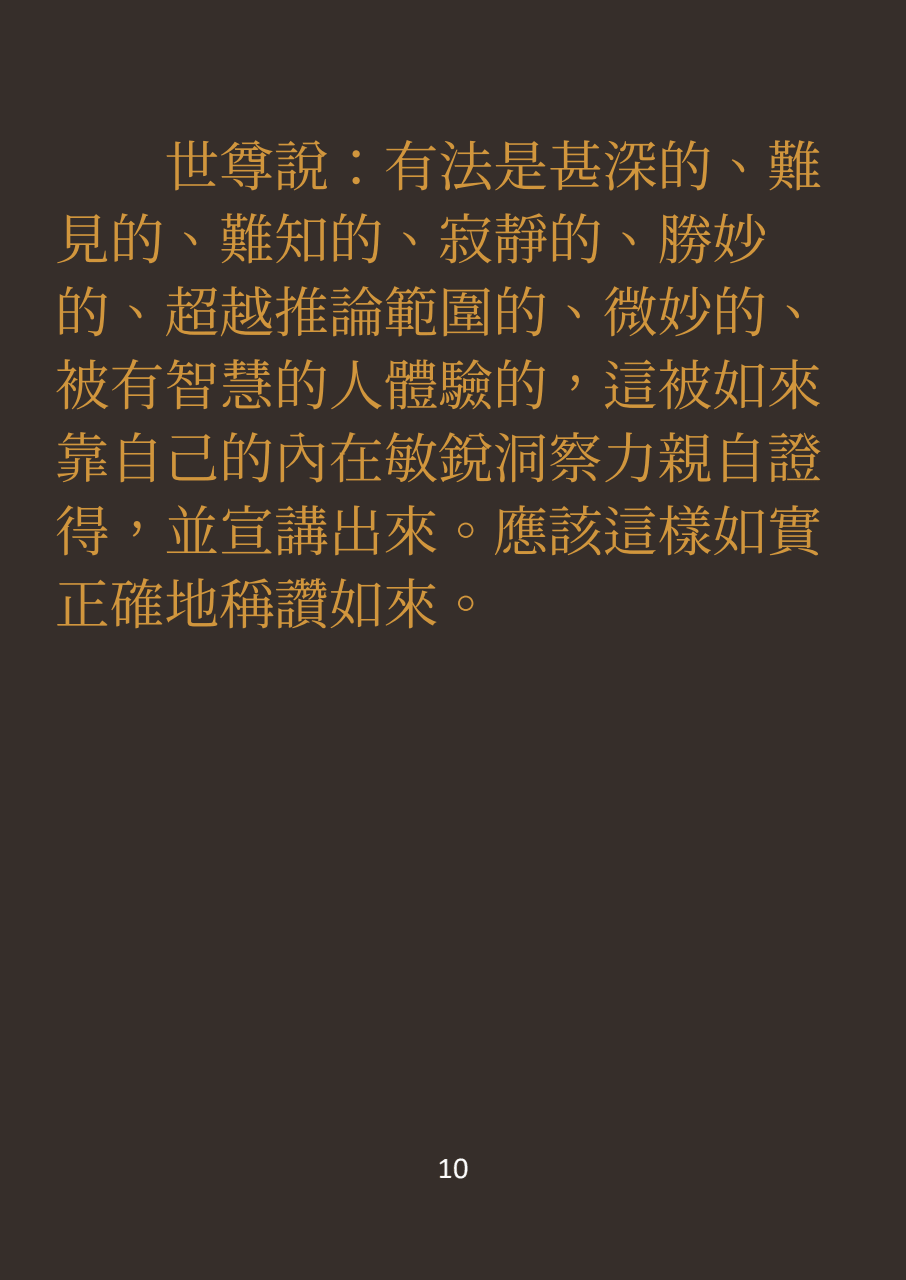 世尊說：有法是甚深的、難
見的、難知的、寂靜的、勝妙
的、超越推論範圍的、微妙的、
被有智慧的人體驗的，這被如來
靠自己的內在敏銳洞察力親自證
得，並宣講出來。應該這樣如實
正確地稱讚如來。
10